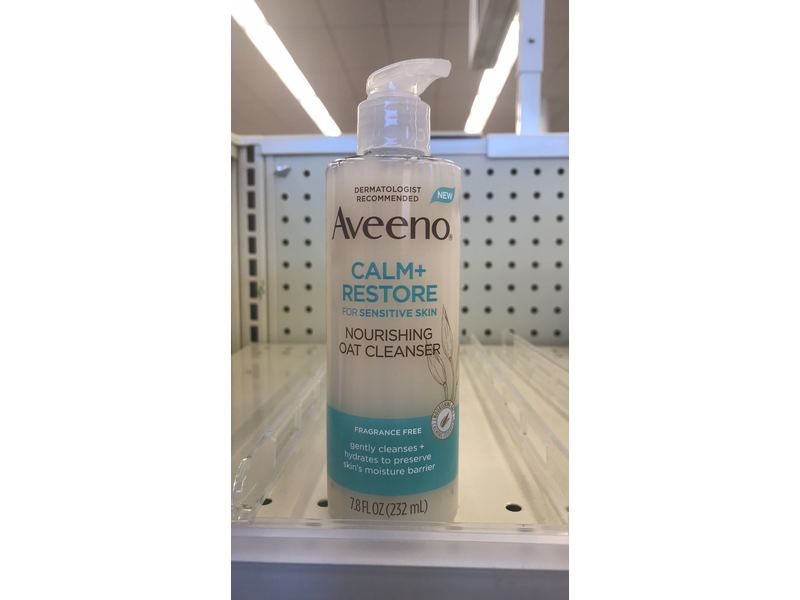 DERMATOLOGIST
RECOMMENDED
NEW
Aveeno®
CALM+
RESTORE
FOR SENSITIVE SKIN
NOURISHING
OAT CLEANSER
FRAGRANCE FREE
gently cleanses +
hydrates to preserve
skin's moisture barrier
7.8 FL OZ (232 mL)